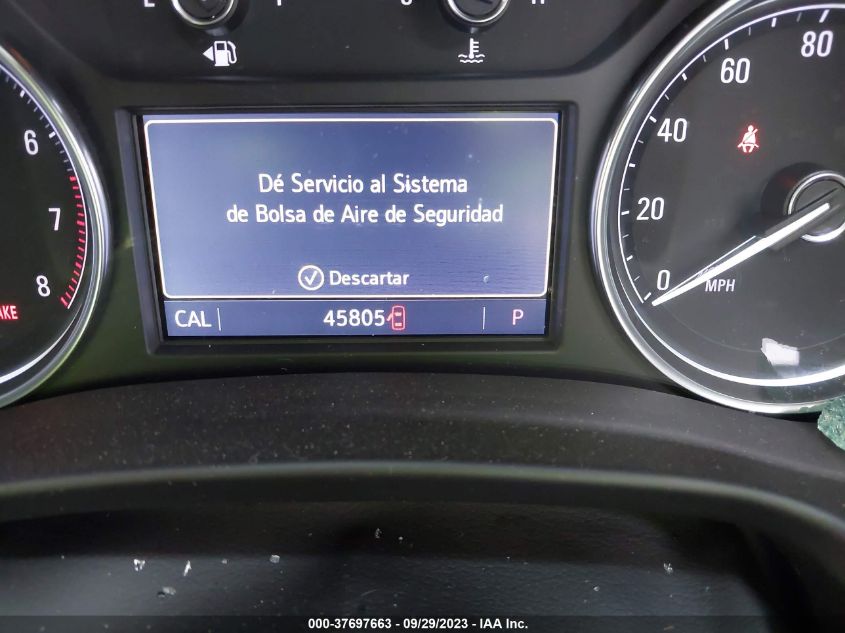 E F C H
6
7
8
Dé Servicio al Sistema
de Bolsa de Aire de Seguridad
Descartar
CAL 45805 P
0
20
40
60
80
MPH
000-37697663 - 09/29/2023 - IAA Inc.